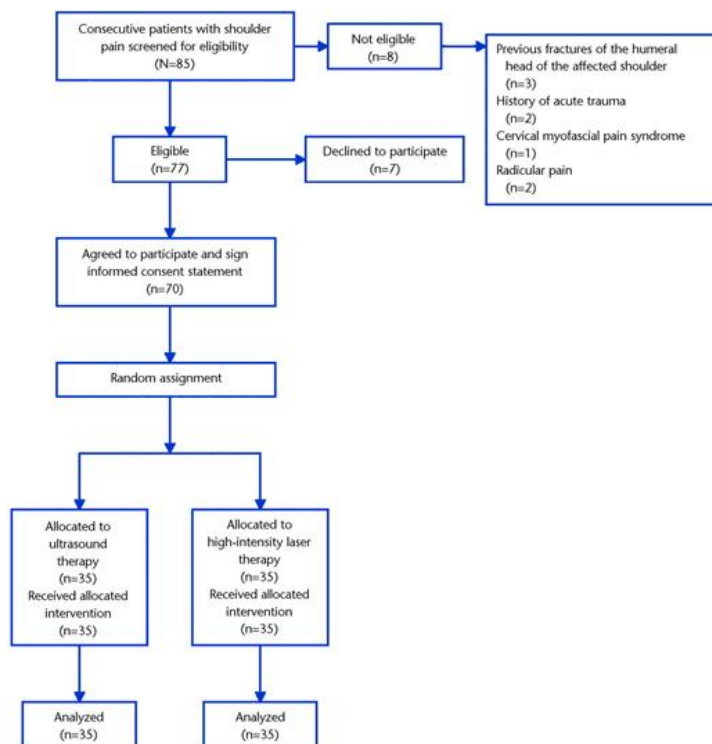 Consecutive patients with shoulder
pain screened for eligibility
(N=85)
Not eligible
(n=8)
Previous fractures of the humeral
head of the affected shoulder
(n=3)
History of acute trauma
(n=2)
Cervical myofascial pain syndrome
(n=1)
Radicular pain
(n=2)
Eligible
(n=77)
Declined to participate
(n=7)
Agreed to participate and sign
informed consent statement
(n=70)
Random assignment
Allocated to
ultrasound
therapy
(n=35)
Received allocated
intervention
(n=35)
Allocated to
high-intensity laser
therapy
(n=35)
Received allocated
intervention
(n=35)
Analyzed
(n=35)
Analyzed
(n=35)